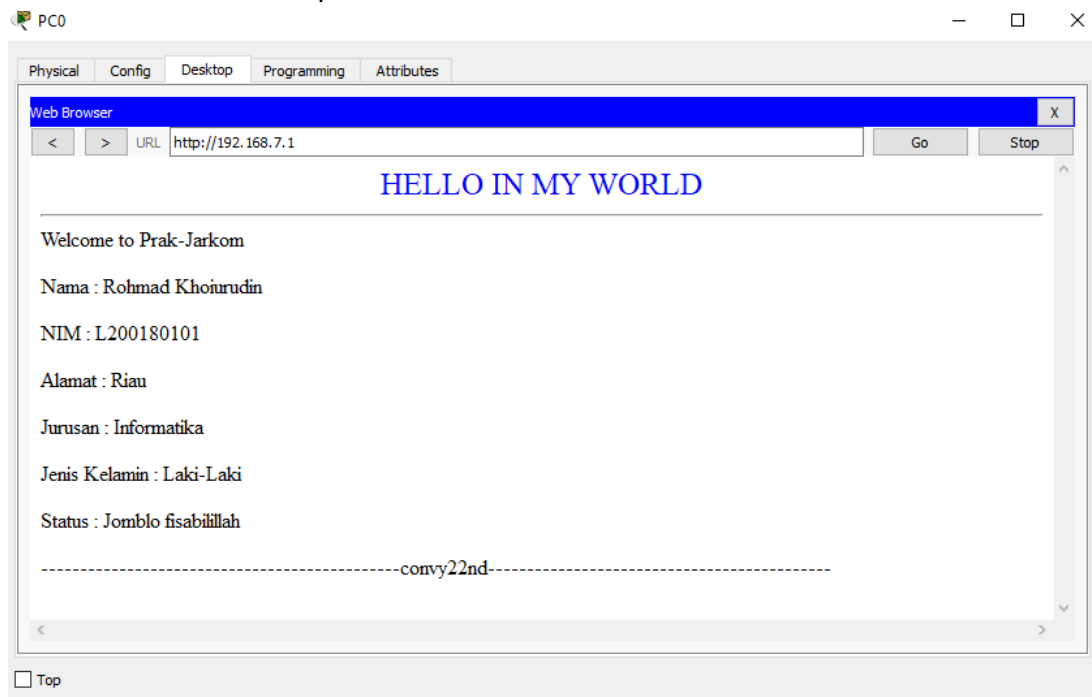 PC0
Physical Config Desktop Programming Attributes
Web Browser X
< > URL http://192.168.7.1 Go Stop
HELLO IN MY WORLD
Welcome to Prak-Jarkom
Nama : Rohmad Khoiurudin
NIM : L200180101
Alamat : Riau
Jurusan : Informatika
Jenis Kelamin : Laki-Laki
Status : Jomblo fisabilillah
----------------------------------------------convy22nd--------------------------------------------
Top